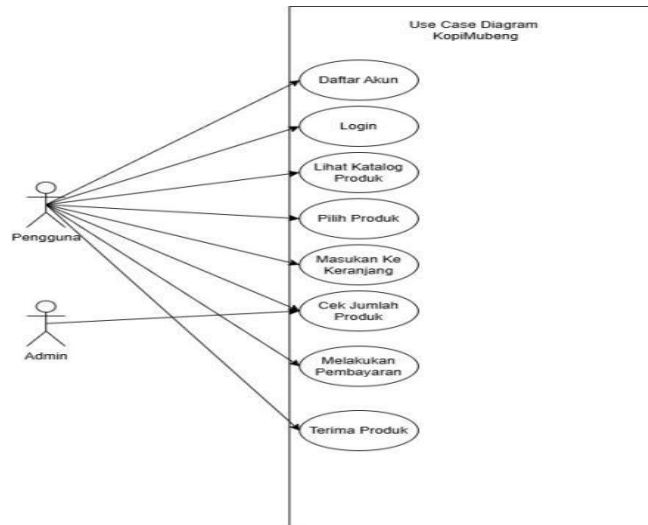 Use Case Diagram
KopiMubeng
Daftar Akun
Login
Lihat Katalog
Produk
Pilih Produk
Pengguna
Masukan Ke
Keranjang
Cek Jumlah
Produk
Admin
Melakukan
Pembayaran
Terima Produk